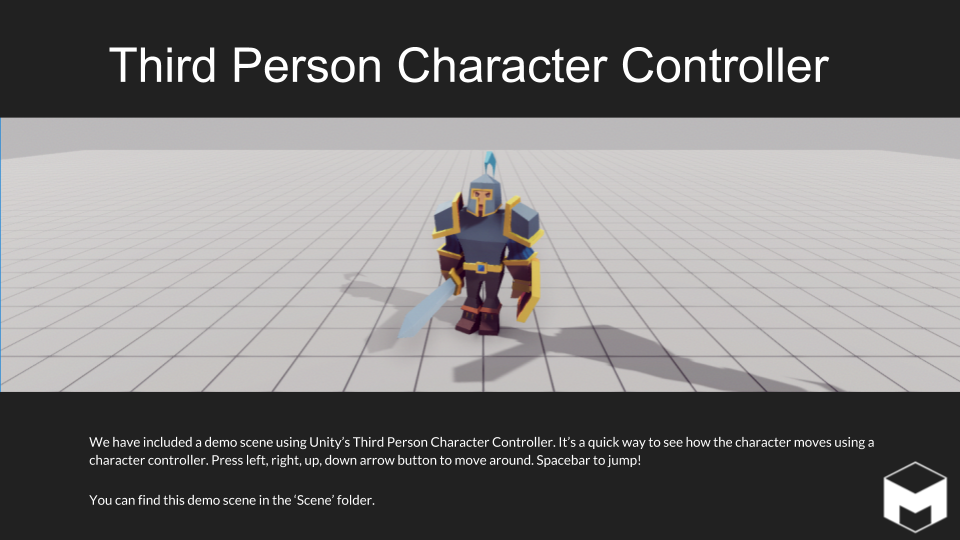 Third Person Character Controller
We have included a demo scene using Unity’s Third Person Character Controller. It’s a quick way to see how the character moves using a
character controller. Press left, right, up, down arrow button to move around. Spacebar to jump!
You can find this demo scene in the ‘Scene’ folder.